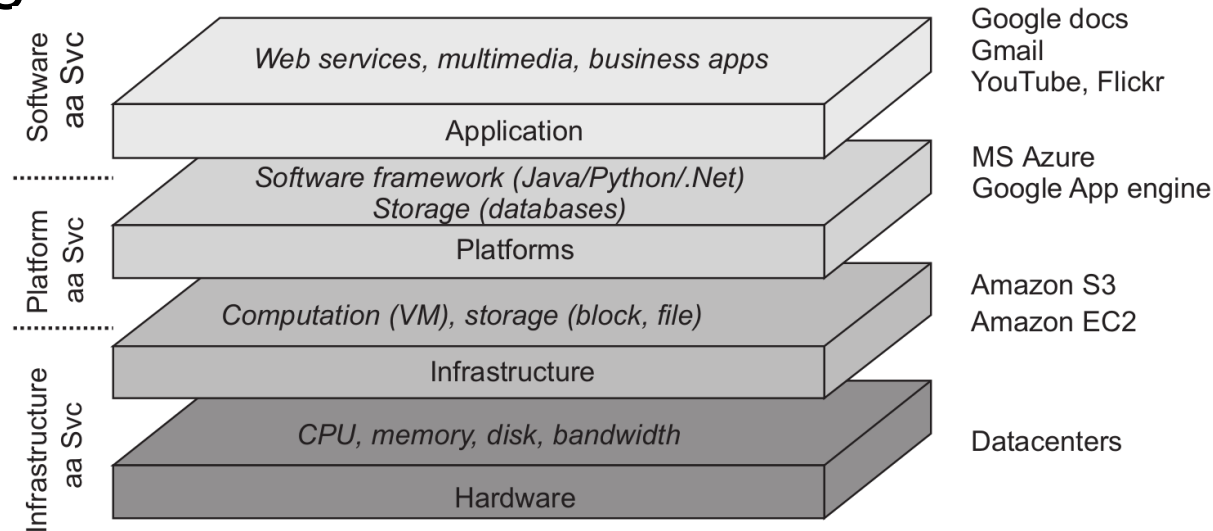 Software
aa Svc
Web services, multimedia, business apps
Application
Google docs
Gmail
YouTube, Flickr
Platform
aa Svc
Software framework (Java/Python/.Net)
Storage (databases)
Platforms
MS Azure
Google App engine
Infrastructure
aa Svc
Computation (VM), storage (block, file)
Infrastructure
Amazon S3
Amazon EC2
CPU, memory, disk, bandwidth
Hardware
Datacenters